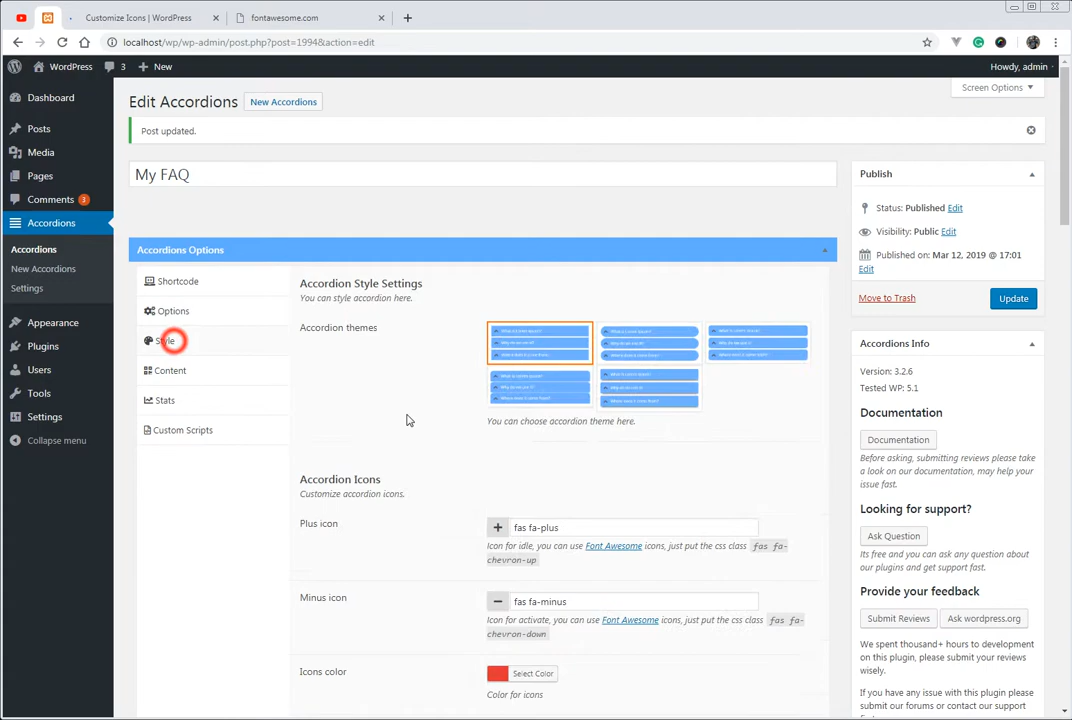 Customize Icons | WordPress
fontawesome.com
localhost/wp/wp-admin/post.php?post=1994&action=edit
WordPress 3 New
Howdy, admin
Screen Options
Dashboard
Posts
Media
Pages
Comments 3
Accordions
Accordions
New Accordions
Settings
Appearance
Plugins
Users
Tools
Settings
Collapse menu
Edit Accordions New Accordions
Post updated.
My FAQ
Accordions Options
Shortcode
Options
Style
Content
Stats
Custom Scripts
Accordion Style Settings
You can style accordion here.
Accordion themes
You can choose accordion theme here.
Accordion Icons
Customize accordion icons.
Plus icon
fas fa-plus
Icon for idle, you can use Font Awesome icons, just put the css class fas fa-
chevron-up
Minus icon
fas fa-minus
Icon for activate, you can use Font Awesome icons, just put the css class fas fa-
chevron-down
Icons color
Select Color
Color for icons
Publish
Status: Published Edit
Visibility: Public Edit
Published on: Mar 12, 2019 @ 17:01
Edit
Move to Trash
Update
Accordions Info
Version: 3.2.6
Tested WP: 5.1
Documentation
Documentation
Before asking, submitting reviews please take
a look on our documentation, may help your
issue fast.
Looking for support?
Ask Question
Its free and you can ask any question about
our plugins and get support fast.
Provide your feedback
Submit Reviews
Ask wordpress.org
We spent thousand+ hours to development
on this plugin, please submit your reviews
wisely.
If you have any issue with this plugin please
submit our forums or contact our support